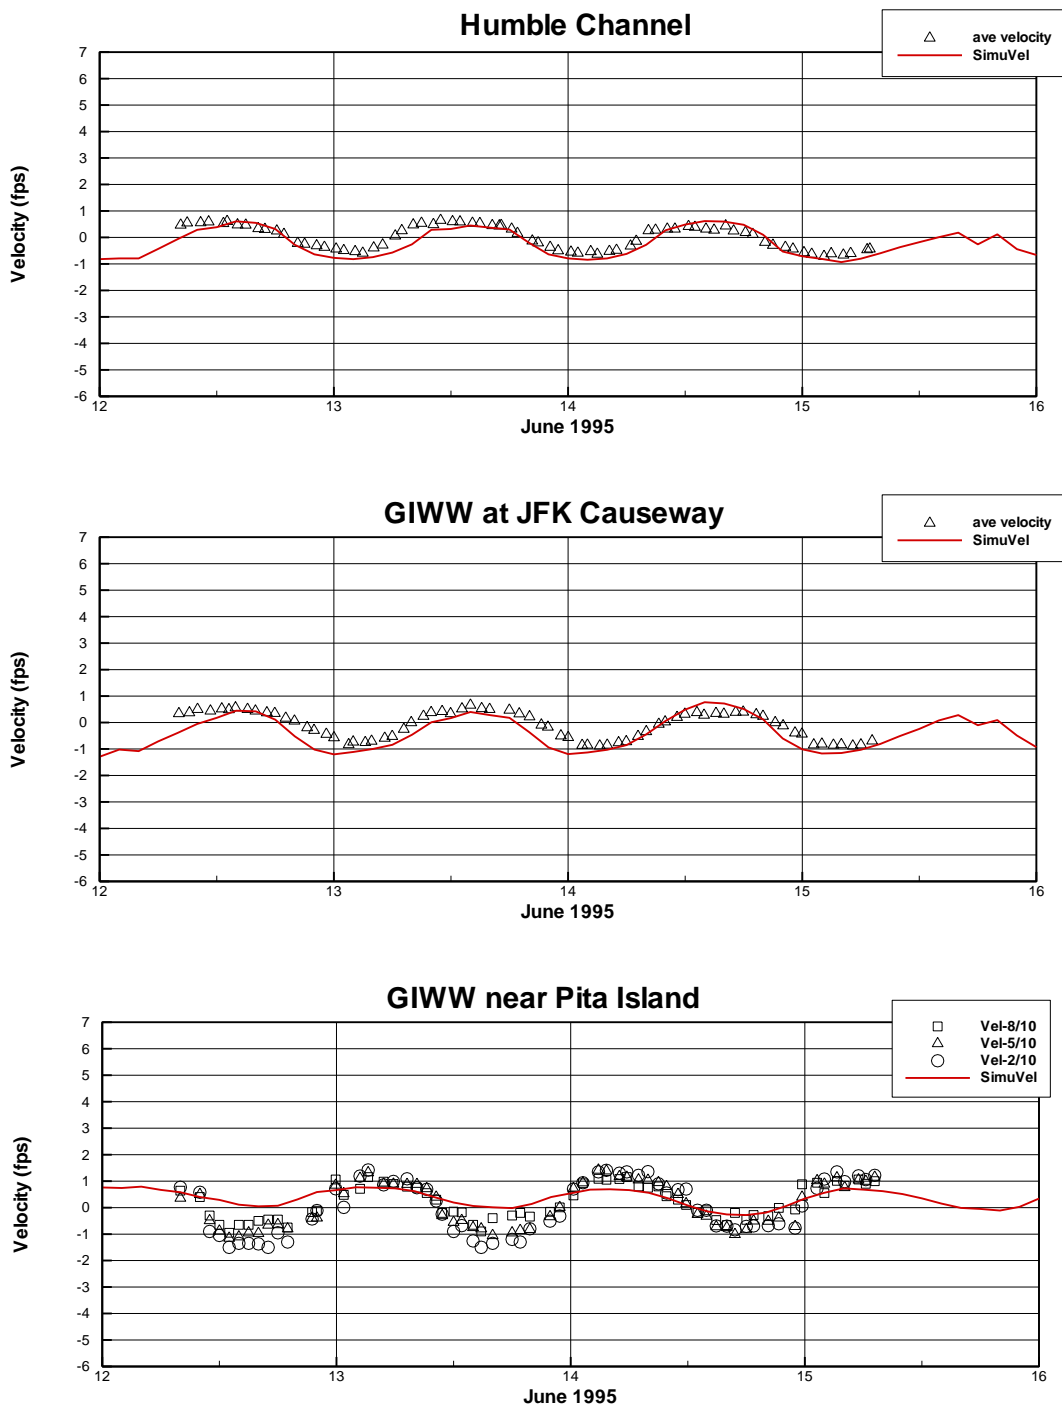 Humble Channel
ave velocity
SimuVel
7
6
5
4
3
2
1
0
-1
-2
-3
-4
-5
-6
Velocity (fps)
12 13 14 15 16
June 1995
GIWW at JFK Causeway
ave velocity
SimuVel
7
6
5
4
3
2
1
0
-1
-2
-3
-4
-5
-6
Velocity (fps)
12 13 14 15 16
June 1995
GIWW near Pita Island
Vel-8/10
Vel-5/10
Vel-2/10
SimuVel
7
6
5
4
3
2
1
0
-1
-2
-3
-4
-5
-6
Velocity (fps)
12 13 14 15 16
June 1995